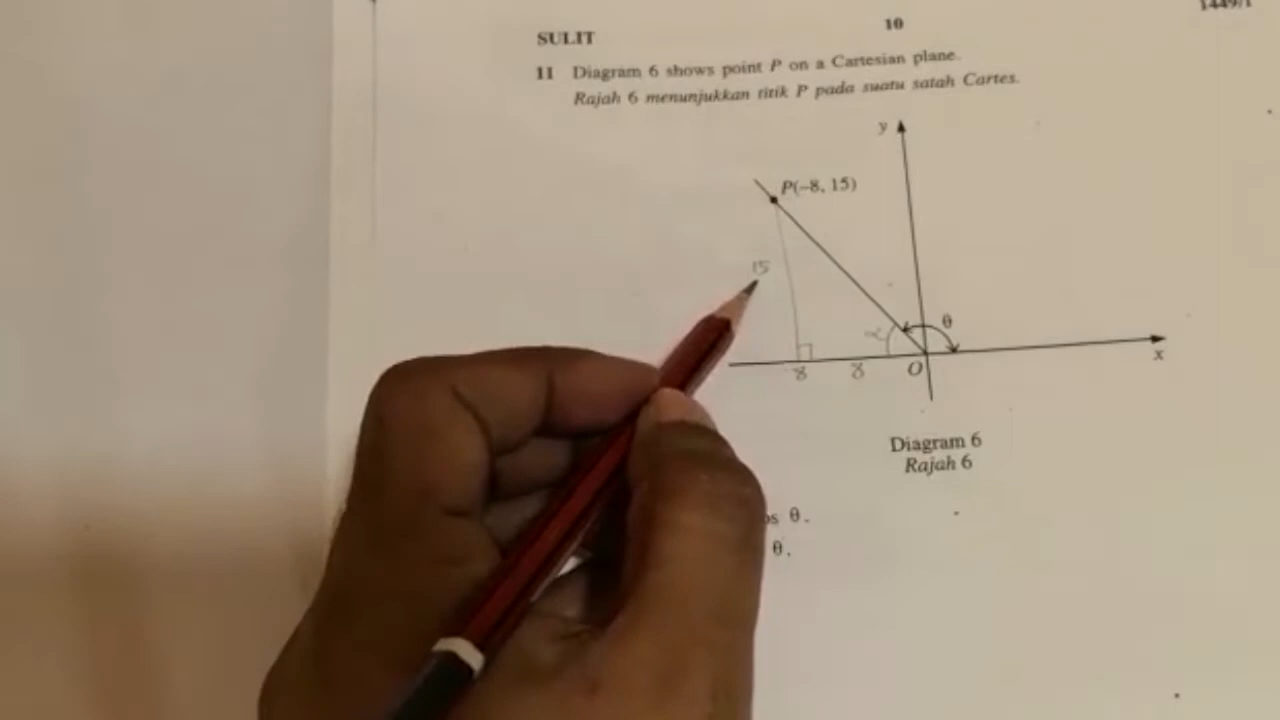 1449/1
SULIT
10
11 Diagram 6 shows point P on a Cartesian plane.
Rajah 6 menunjukkan titik P pada suatu satah Cartes.
y
P(–8, 15)
15
θ
α
8
8
O
x
Diagram 6
Rajah 6
θ.
θ.